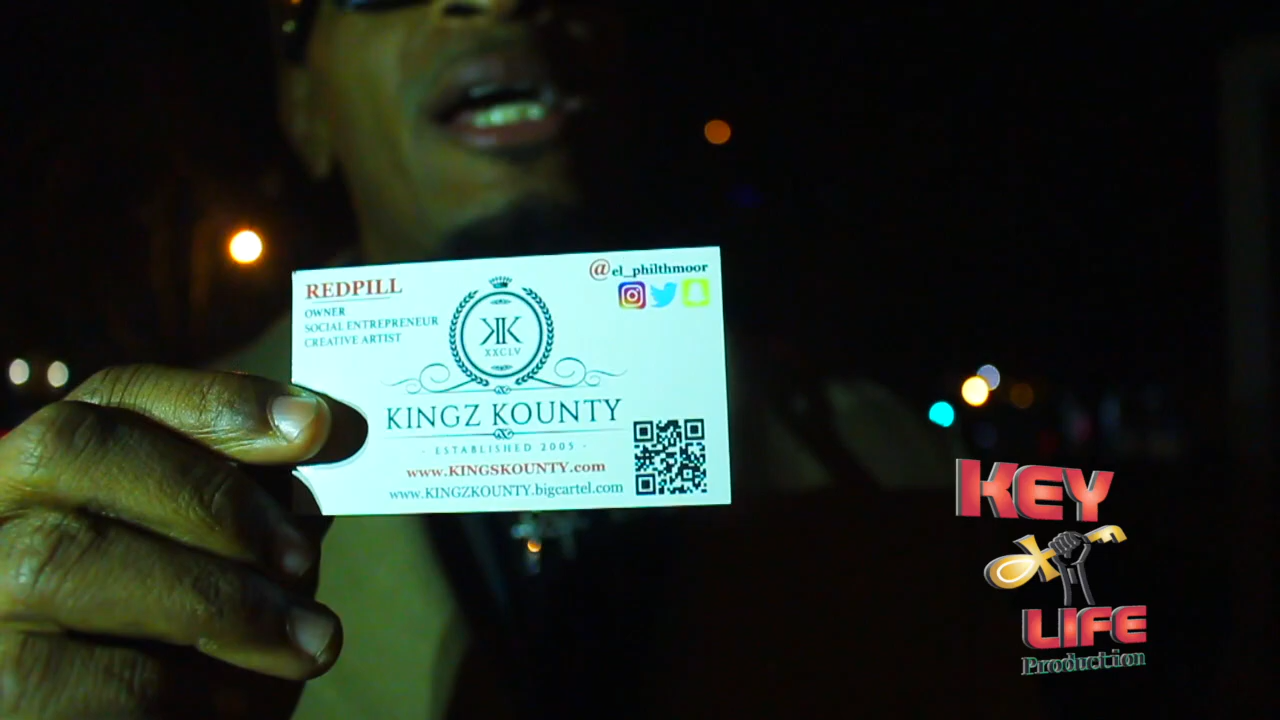 REDPILL
OWNER
SOCIAL ENTREPRENEUR
CREATIVE ARTIST
@el_philthmoor
KK
XXCLV
KINGZ KOUNTY
- ESTABLISHED 2005 -
www.KINGSKOUNTY.com
www.KINGZKOUNTY.bigcartel.com
KEY
LIFE
Production